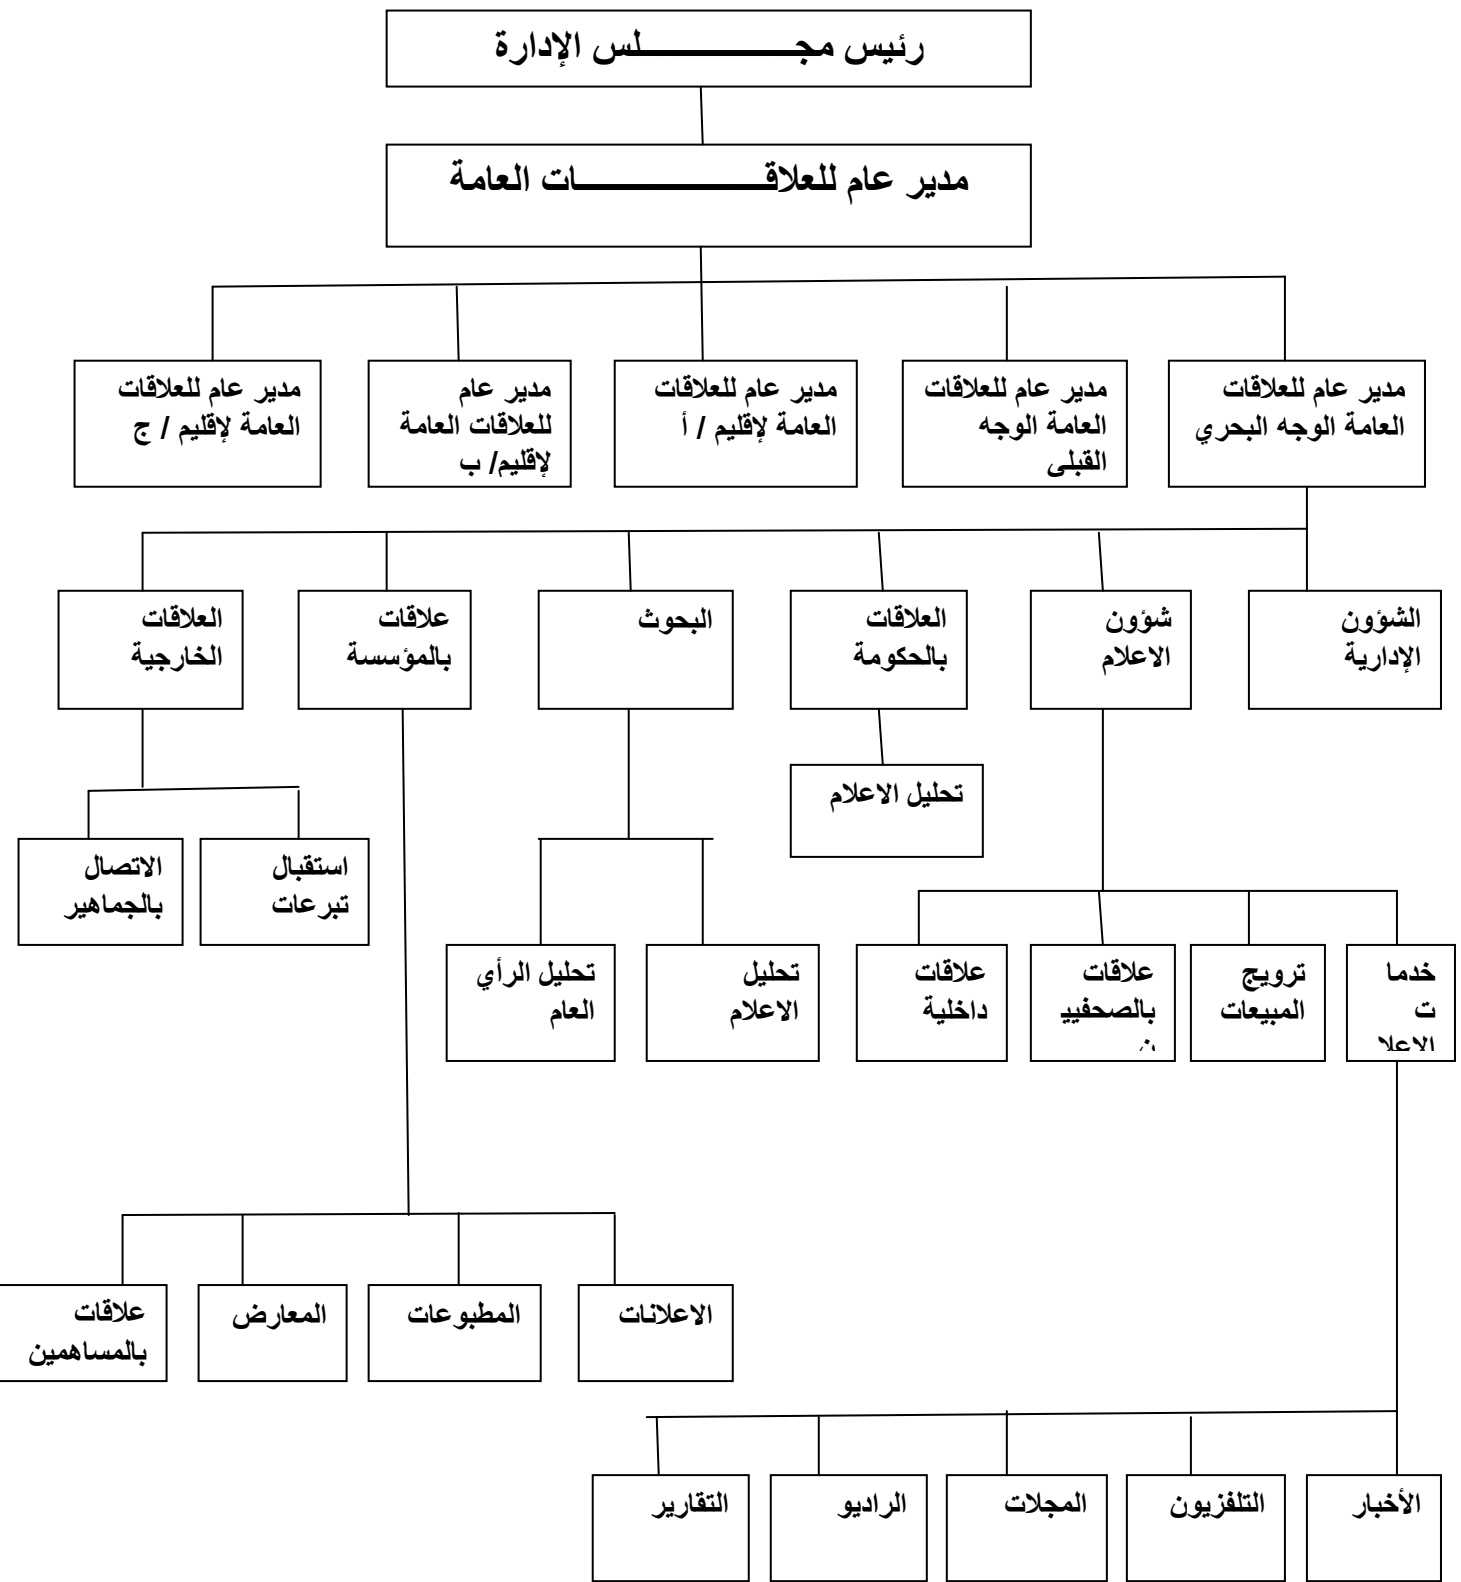 رئيس مجـــــــــــــلس الإدارة
مدير عام للعلاقـــــــــــــــات العامة
مدير عام للعلاقات
العامة الوجه البحري
مدير عام للعلاقات
العامة الوجه
القبلى
مدير عام للعلاقات
العامة لإقليم / أ
مدير عام
للعلاقات العامة
لإقليم/ ب
مدير عام للعلاقات
العامة لإقليم / ج
الشؤون
الإدارية
شؤون
الاعلام
العلاقات
بالحكومة
البحوث
علاقات
بالمؤسسة
العلاقات
الخارجية
تحليل الاعلام
استقبال
تبرعات
الاتصال
بالجماهير
خدما
ت
الاعلا
ترويج
المبيعات
علاقات
بالصحفيي
ن
علاقات
داخلية
تحليل
الاعلام
تحليل الرأي
العام
الاعلانات
المطبوعات
المعارض
علاقات
بالمساهمين
الأخبار
التلفزيون
المجلات
الراديو
التقارير